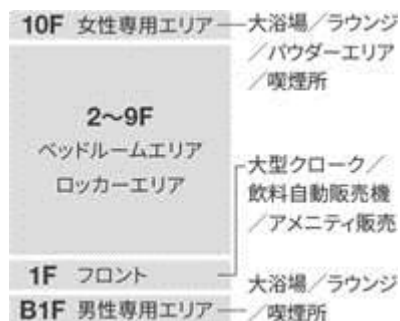 10F 女性専用エリア
大浴場／ラウンジ
／パウダーエリア
／喫煙所
2〜9F
ベッドルームエリア
ロッカーエリア
大型クローク／
飲料自動販売機
／アメニティ販売
1F フロント
B1F 男性専用エリア
大浴場／ラウンジ
／喫煙所